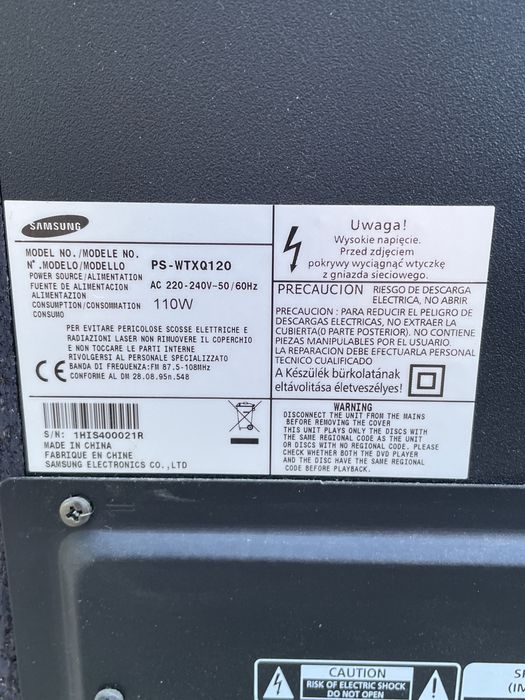 SAMSUNG
MODEL NO./MODELE NO.
N°.MODELO/MODELLO PS-WTXQ120
POWER SOURCE/ALIMENTATION
FUENTE DE ALIMENTACION AC 220-240V~50/60Hz
ALIMENTAZION
CONSUMPTION/CONSOMMATION 110W
CONSUMO
PER EVITARE PERICOLOSE SCOSSE ELETTRICHE E
RADIAZIONI LASER NON RIMUOVERE IL COPERCHIO
E NON TOCCARE LE PARTI INTERNE
RIVOLGERSI AL PERSONALE SPECIALIZZATO
BANDA DI FREQUENZA:FM 87.5-108MHz
CONFORME AL DM 28.08.95n.548
CE
S/N: 1HIS400021R
MADE IN CHINA
FABRIQUE EN CHINE
SAMSUNG ELECTRONICS CO.,LTD
Uwaga!
Wysokie napięcie.
Przed zdjęciem
pokrywy wyciągnąć wtyczkę
z gniazda sieciowego.
PRECAUCION RIESGO DE DESCARGA
ELECTRICA, NO ABRIR
PRECAUCION : PARA REDUCIR EL PELIGRO DE
DESCARGAS ELECTRICAS, NO EXTRAER LA
CUBIERTA(O PARTE POSTERIOR). NO CONTIENE
PIEZAS MANIPULABLES POR EL USUARIO.
LA REPARACION DEBE EFECTUARLA PERSONAL
TECNICO CUALIFICADO
A Készülék bürkolatának
eltávolítása életveszélyes!
WARNING
DISCONNECT THE UNIT FROM THE MAINS
BEFORE REMOVING THE COVER
THIS UNIT PLAYS ONLY THE DISCS WITH
THE SAME REGIONAL CODE AS THE UNIT
OR DISCS WITH NO REGIONAL CODE. PLEASE
CHECK WHETHER BOTH THE DVD PLAYER
AND THE DISC HAVE THE SAME REGIONAL
CODE BEFORE PLAYBACK.
CAUTION
RISK OF ELECTRIC SHOCK
DO NOT OPEN